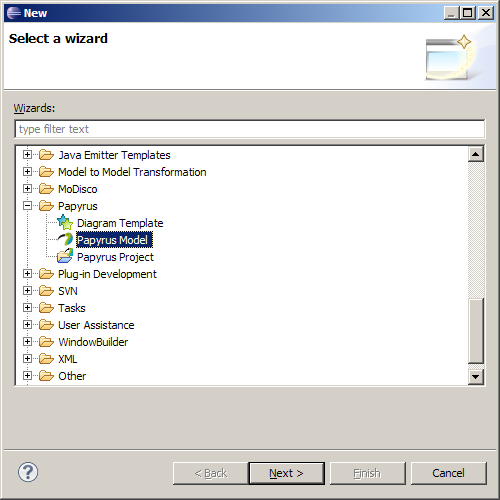 New
Select a wizard
Wizards:
type filter text
Java Emitter Templates
Model to Model Transformation
MoDisco
Papyrus
Diagram Template
Papyrus Model
Papyrus Project
Plug-in Development
SVN
Tasks
User Assistance
WindowBuilder
XML
Other
?
< Back
Next >
Finish
Cancel